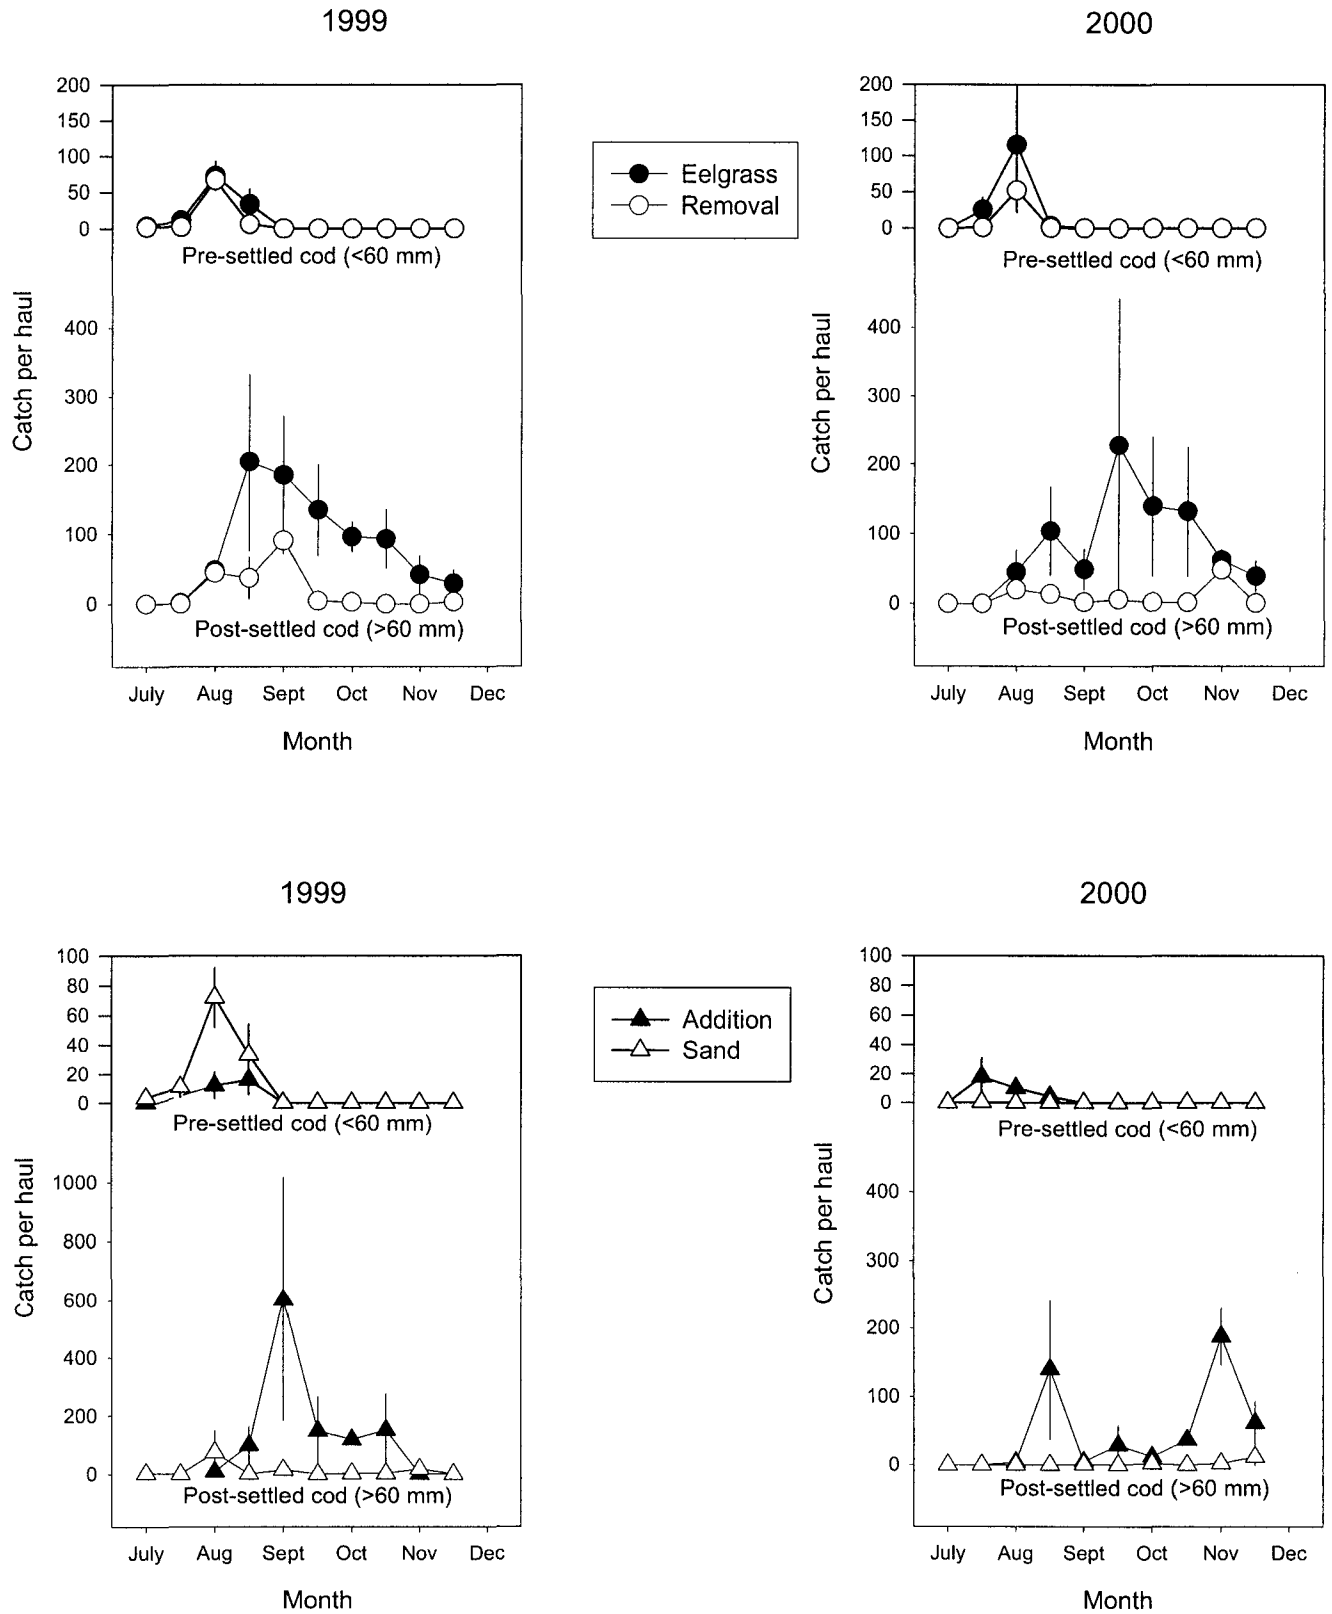 1999
2000
200
150
100
50
0
Pre-settled cod (<60 mm)
400
300
200
100
0
Post-settled cod (>60 mm)
Catch per haul
July Aug Sept Oct Nov Dec
Month
Eelgrass
Removal
200
150
100
50
0
Pre-settled cod (<60 mm)
400
300
200
100
0
Post-settled cod (>60 mm)
Catch per haul
July Aug Sept Oct Nov Dec
Month
1999
2000
100
80
60
40
20
0
Pre-settled cod (<60 mm)
1000
800
600
400
200
0
Post-settled cod (>60 mm)
Catch per haul
July Aug Sept Oct Nov Dec
Month
Addition
Sand
100
80
60
40
20
0
Pre-settled cod (<60 mm)
400
300
200
100
0
Post-settled cod (>60 mm)
Catch per haul
July Aug Sept Oct Nov Dec
Month